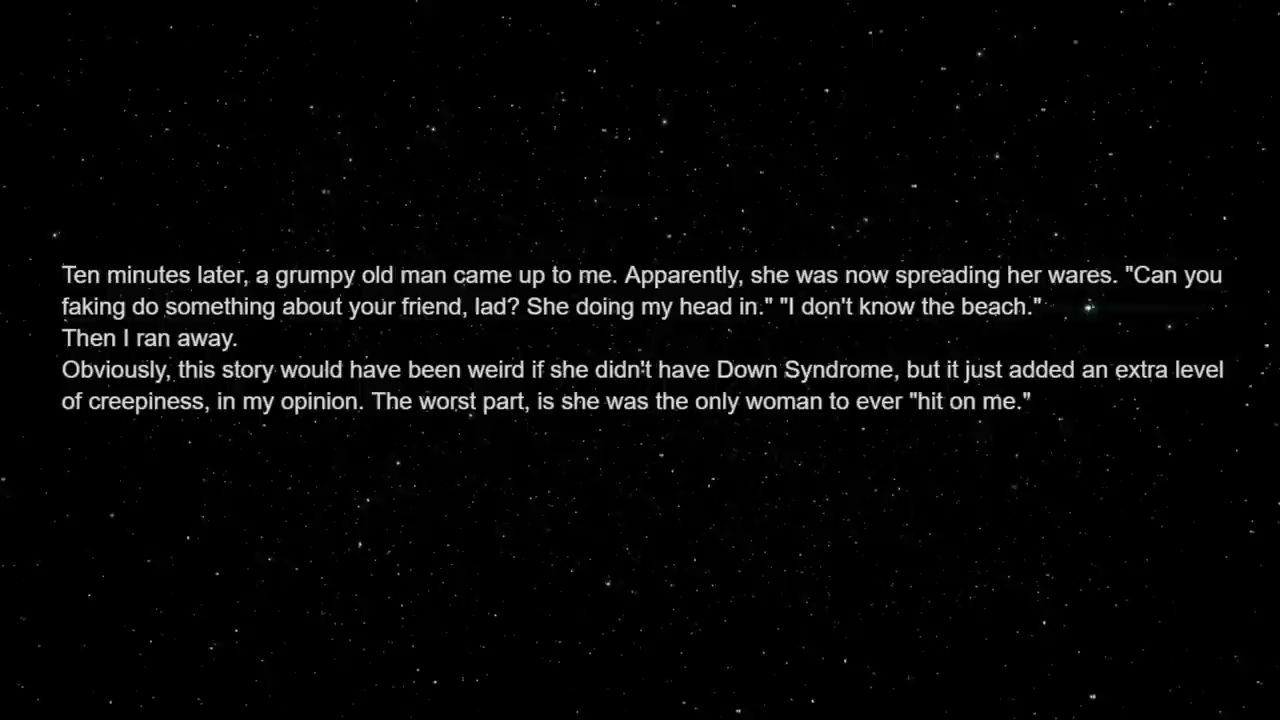 Ten minutes later, a grumpy old man came up to me. Apparently, she was now spreading her wares. "Can you
faking do something about your friend, lad? She doing my head in." "I don't know the beach."
Then I ran away.
Obviously, this story would have been weird if she didn't have Down Syndrome, but it just added an extra level
of creepiness, in my opinion. The worst part, is she was the only woman to ever "hit on me."